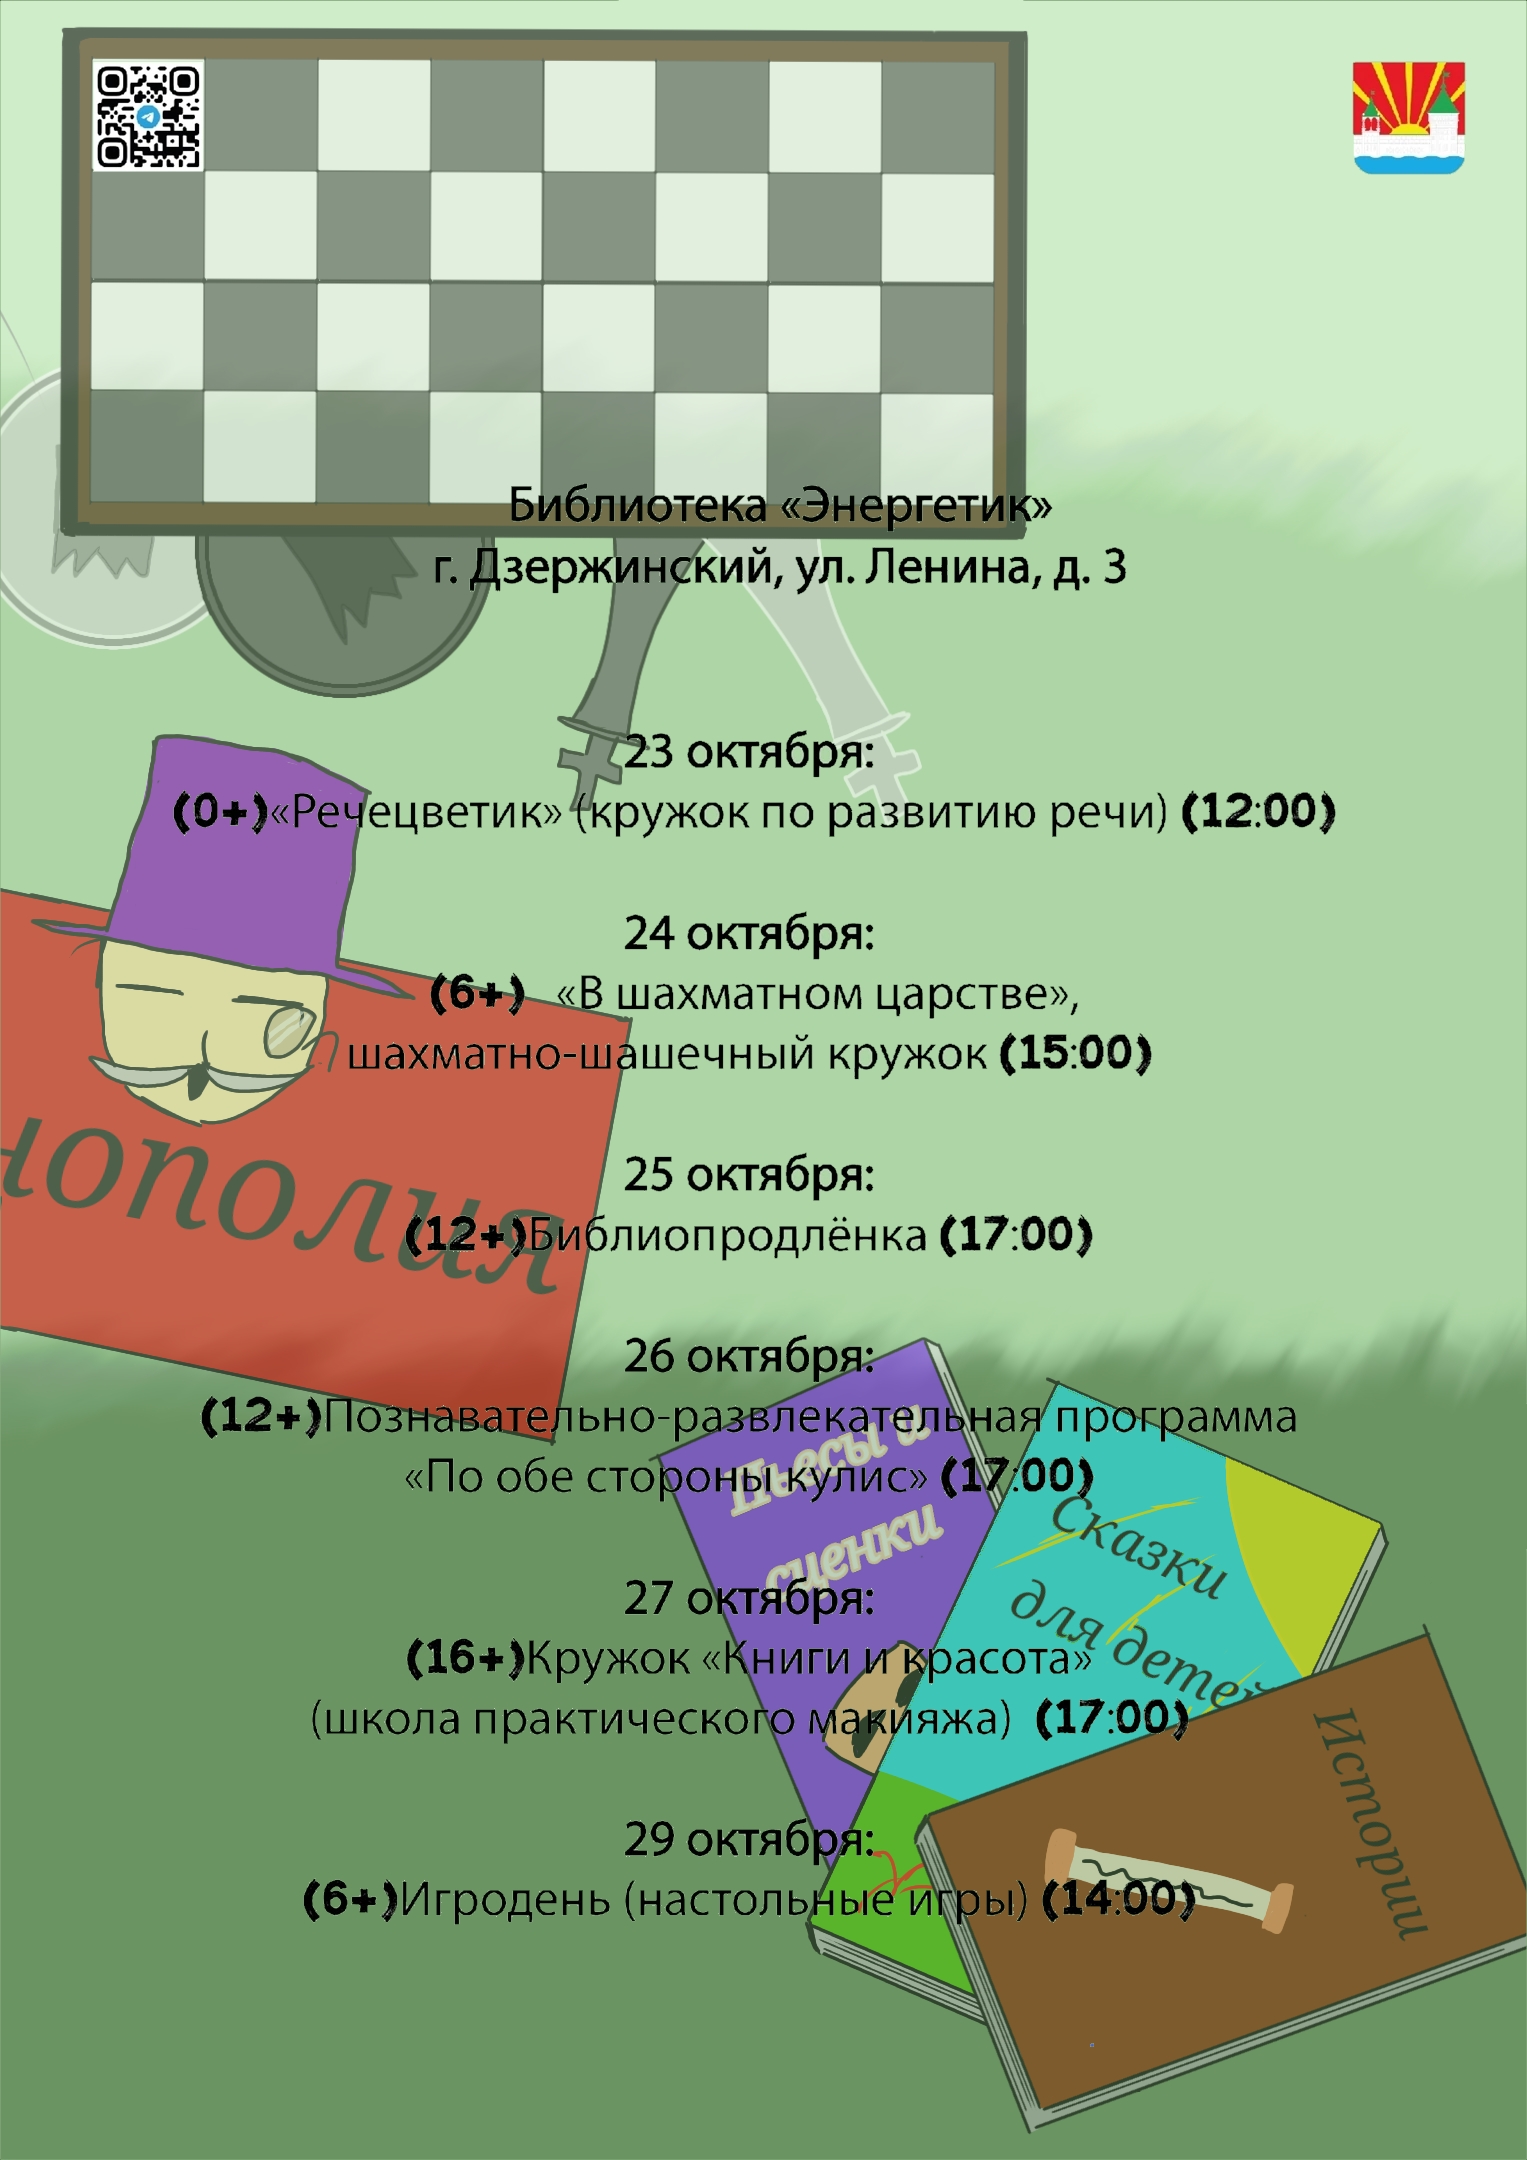 Библиотека «Энергетик»
г. Дзержинский, ул. Ленина, д. 3
23 октября:
(0+)«Речецветик» (кружок по развитию речи) (12:00)
24 октября:
(6+) «В шахматном царстве»,
шахматно-шашечный кружок (15:00)
нополия
25 октября:
(12+)Библиопродлёнка (17:00)
26 октября:
(12+)Познавательно-развлекательная программа
«По обе стороны кулис» (17:00)
Пьесы и
сценки
Сказки
для детей
27 октября:
(16+)Кружок «Книги и красота»
(школа практического макияжа) (17:00)
Истории
29 октября:
(6+)Игродень (настольные игры) (14:00)